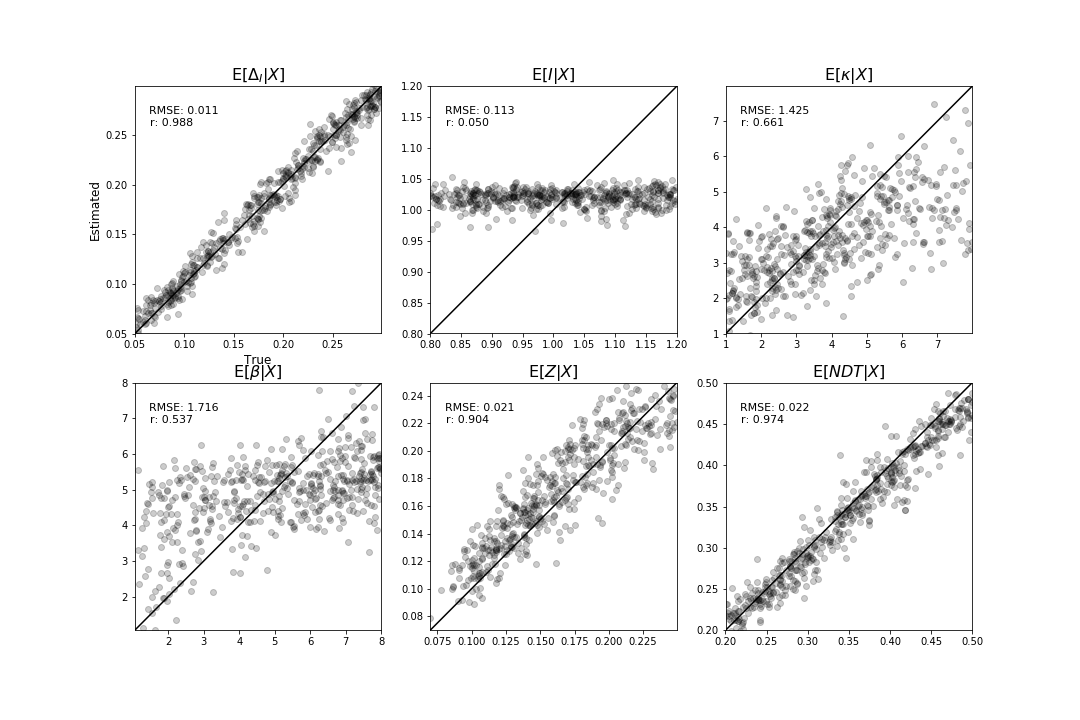 E[Δ_I|X] E[I|X] E[κ|X]
RMSE: 0.011
r: 0.988
RMSE: 0.113
r: 0.050
RMSE: 1.425
r: 0.661
Estimated
0.25
0.20
0.15
0.10
0.05
0.05 0.10 0.15 0.20 0.25
True
1.20
1.15
1.10
1.05
1.00
0.95
0.90
0.85
0.80
0.80 0.85 0.90 0.95 1.00 1.05 1.10 1.15 1.20
7
6
5
4
3
2
1
1 2 3 4 5 6 7
E[β|X] E[Z|X] E[NDT|X]
RMSE: 1.716
r: 0.537
RMSE: 0.021
r: 0.904
RMSE: 0.022
r: 0.974
8
7
6
5
4
3
2
2 3 4 5 6 7 8
0.24
0.22
0.20
0.18
0.16
0.14
0.12
0.10
0.08
0.075 0.100 0.125 0.150 0.175 0.200 0.225
0.50
0.45
0.40
0.35
0.30
0.25
0.20
0.20 0.25 0.30 0.35 0.40 0.45 0.50